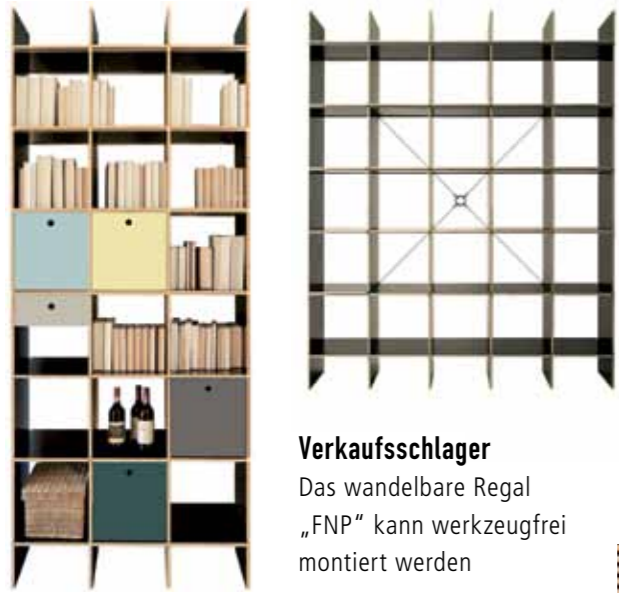 Verkaufsschlager
Das wandelbare Regal
„FNP“ kann werkzeugfrei
montiert werden